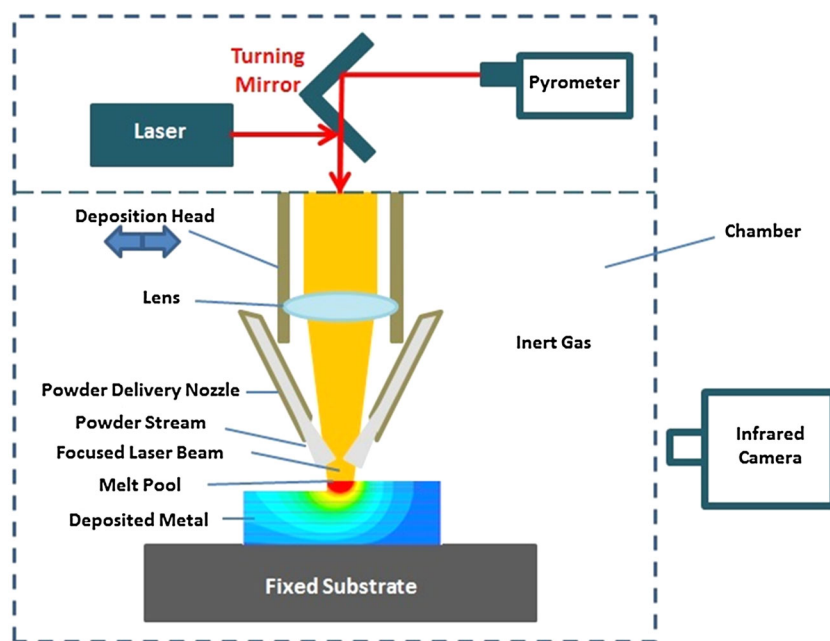 Turning
Mirror
Pyrometer
Laser
Deposition Head
Chamber
Lens
Inert Gas
Powder Delivery Nozzle
Powder Stream
Focused Laser Beam
Infrared
Camera
Melt Pool
Deposited Metal
Fixed Substrate